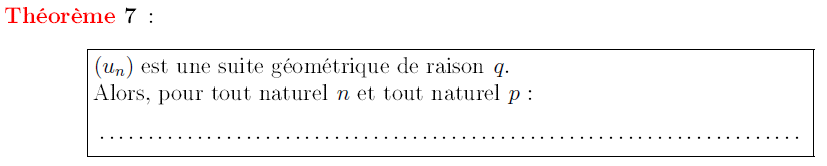 Théorème 7 :
(uₙ) est une suite géométrique de raison q.
Alors, pour tout naturel n et tout naturel p :
........................................................................